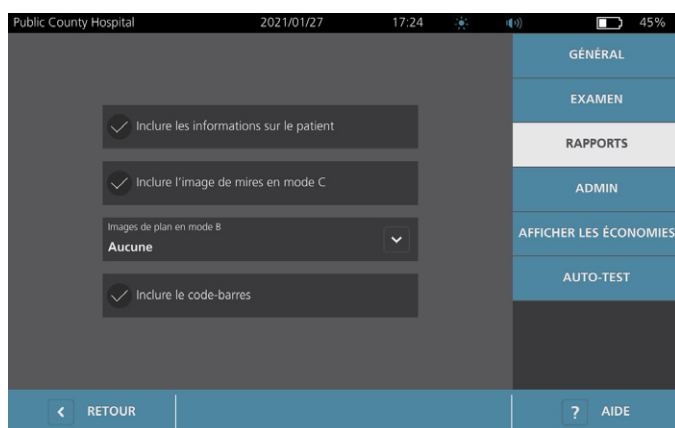 Public County Hospital 2021/01/27 17:24 45%
GÉNÉRAL
EXAMEN
RAPPORTS
ADMIN
AFFICHER LES ÉCONOMIES
AUTO-TEST
Inclure les informations sur le patient
Inclure l'image de mires en mode C
Images de plan en mode B
Aucune
Inclure le code-barres
RETOUR
? AIDE